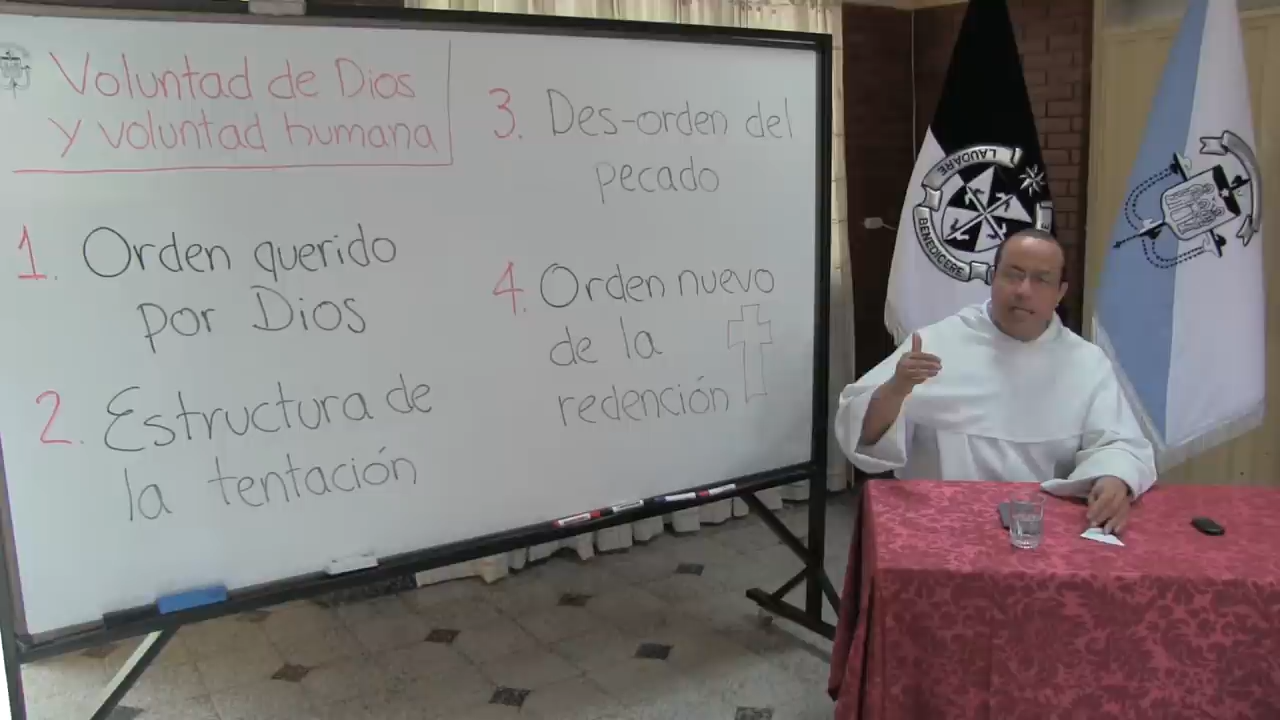 Voluntad de Dios
y voluntad humana
1. Orden querido
por Dios
2. Estructura de
la tentación
3. Des-orden del
pecado
4. Orden nuevo
de la
redención
LAUDARE
BENEDICERE